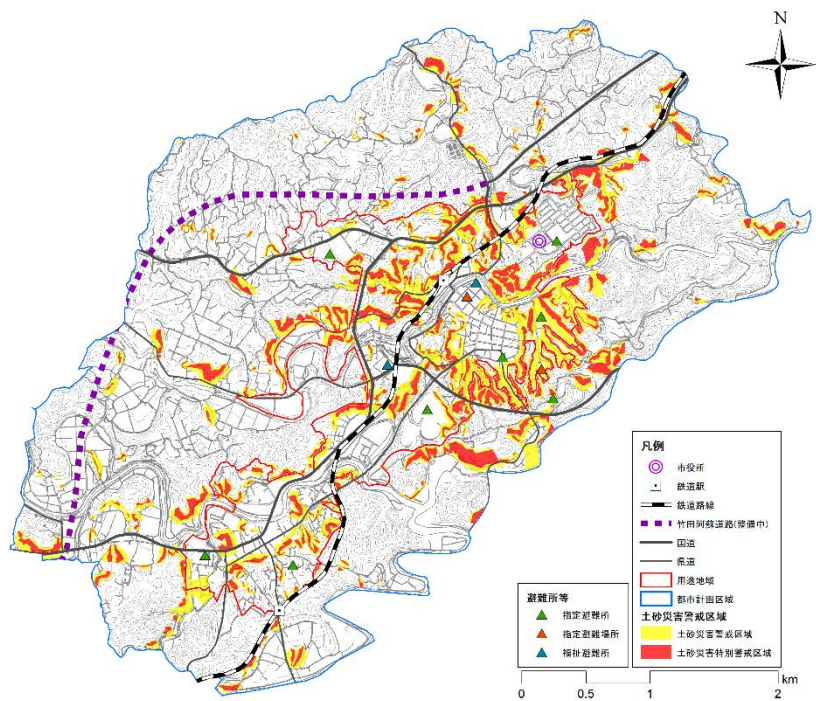 N
凡例
市役所
鉄道駅
鉄道路線
竹田阿蘇道路(整備中)
国道
県道
用途地域
都市計画区域
土砂災害警戒区域
土砂災害警戒区域
土砂災害特別警戒区域
避難所等
指定避難所
指定避難場所
福祉避難所
km
0 0.5 1 2